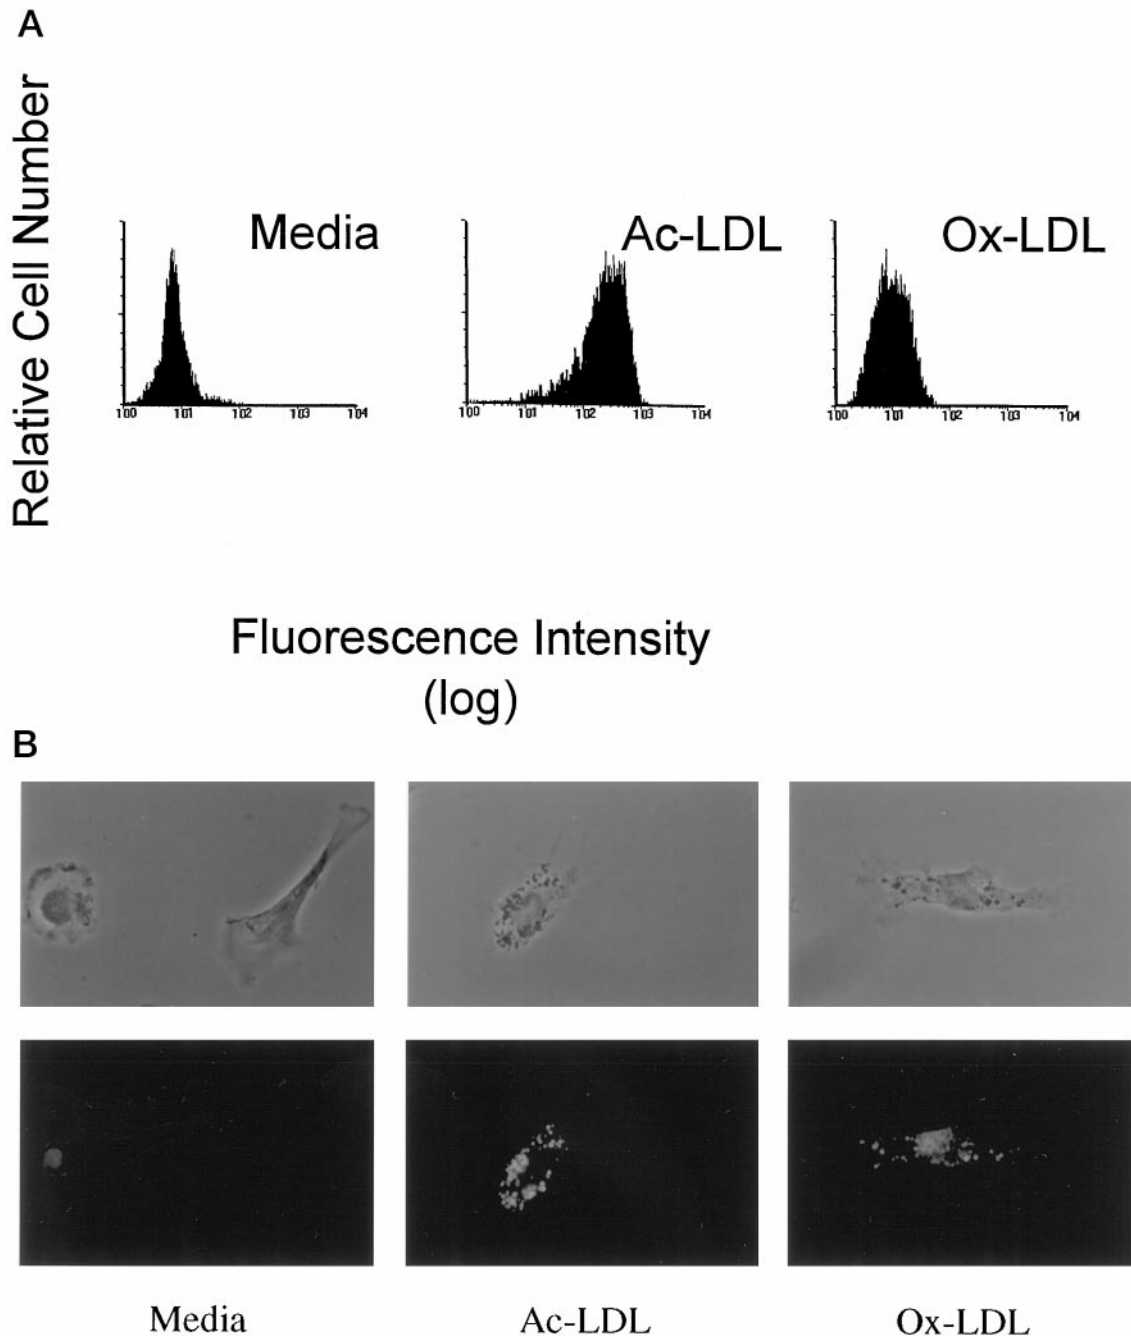 A
Relative Cell Number
Media
Ac-LDL
Ox-LDL
10⁰ 10¹ 10² 10³ 10⁴
10⁰ 10¹ 10² 10³ 10⁴
10⁰ 10¹ 10² 10³ 10⁴
Fluorescence Intensity
(log)
B
Media
Ac-LDL
Ox-LDL